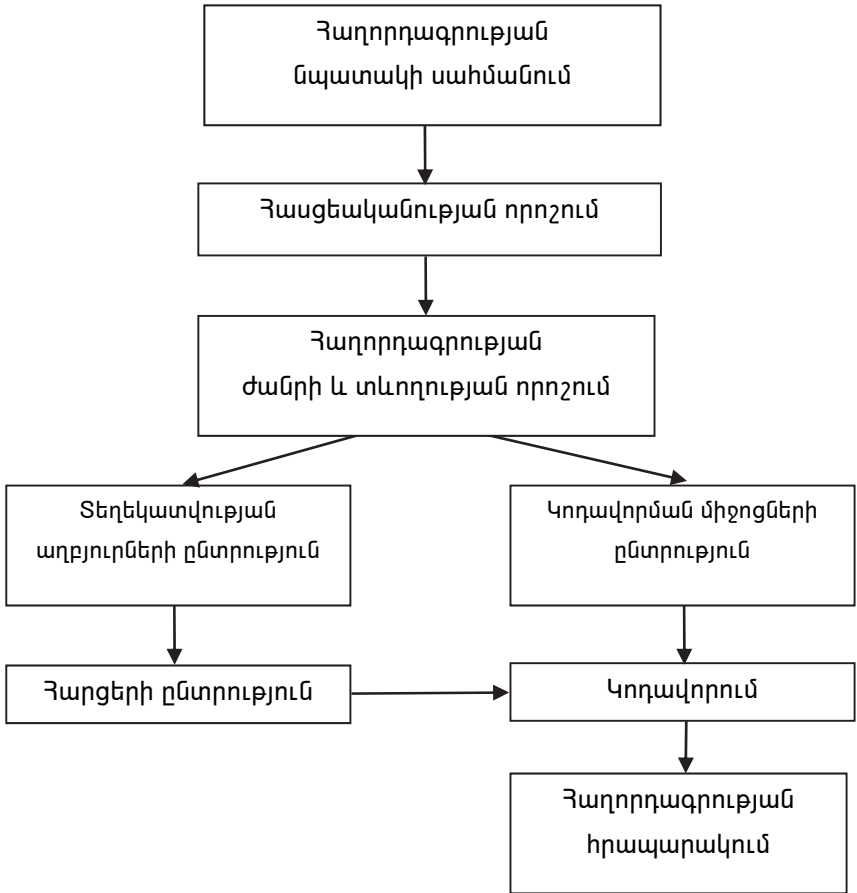 Հաղորդագրության
նպատակի սահմանում
Հասցեականության որոշում
Հաղորդագրության
ժանրի և տևողության որոշում
Տեղեկատվության
աղբյուրների ընտրություն
Կոդավորման միջոցների
ընտրություն
Հարցերի ընտրություն
Կոդավորում
Հաղորդագրության
հրապարակում